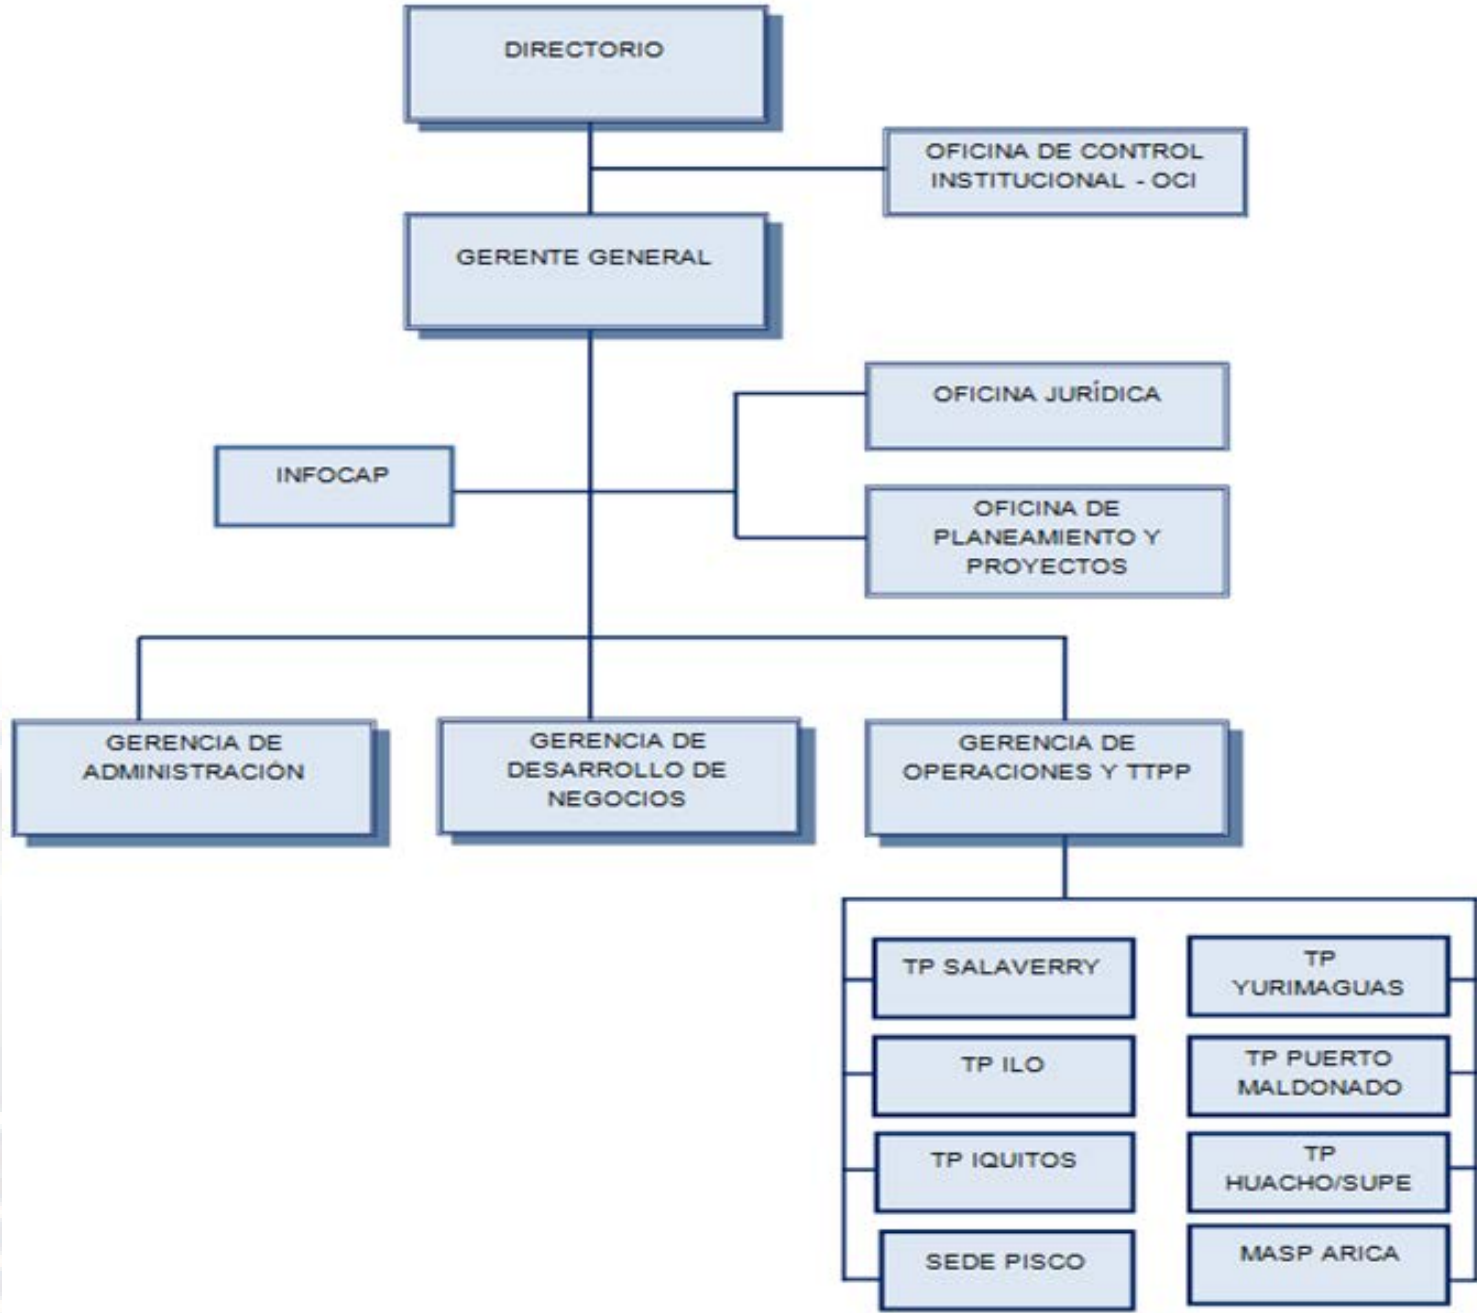 DIRECTORIO
OFICINA DE CONTROL
INSTITUCIONAL - OCI
GERENTE GENERAL
OFICINA JURÍDICA
INFOCAP
OFICINA DE
PLANEAMIENTO Y
PROYECTOS
GERENCIA DE
ADMINISTRACIÓN
GERENCIA DE
DESARROLLO DE
NEGOCIOS
GERENCIA DE
OPERACIONES Y TTPP
TP SALAVERRY
TP
YURIMAGUAS
TP ILO
TP PUERTO
MALDONADO
TP IQUITOS
TP
HUACHO/SUPE
SEDE PISCO
MASP ARICA